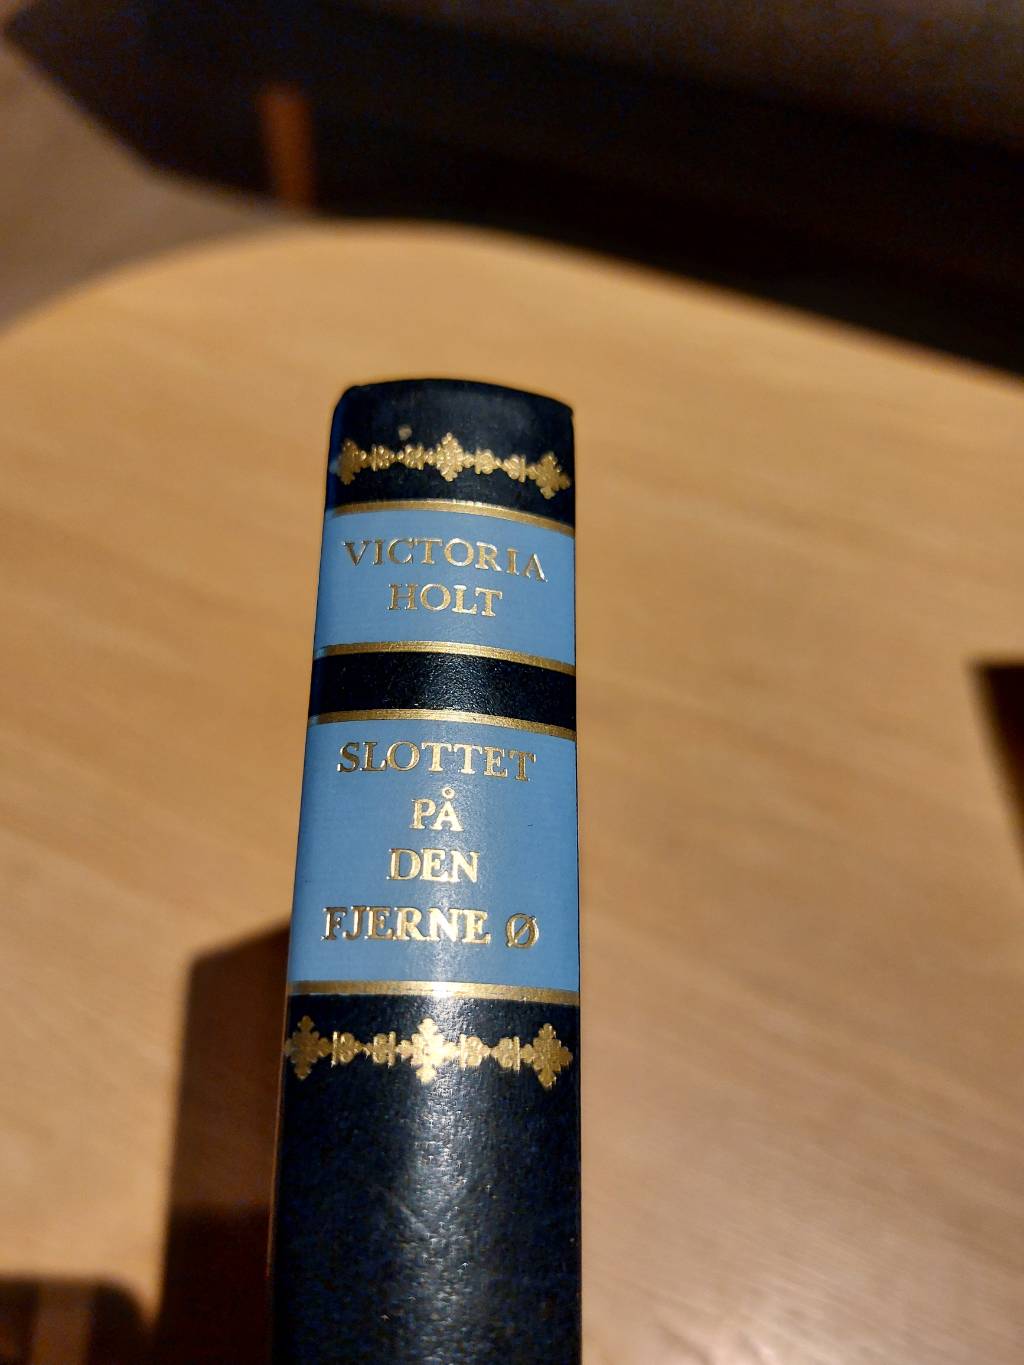 VICTORIA
HOLT
SLOTTET
PÅ
DEN
FJERNE Ø